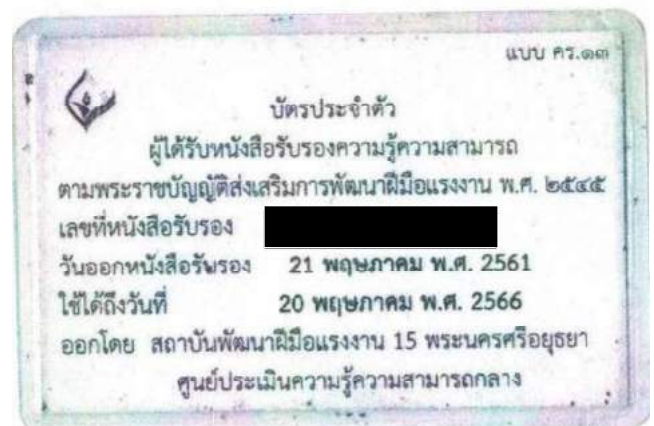 แบบ คร.๑๓
บัตรประจำตัว
ผู้ได้รับหนังสือรับรองความรู้ความสามารถ
ตามพระราชบัญญัติส่งเสริมการพัฒนาฝีมือแรงงาน พ.ศ. ๒๕๔๕
เลขที่หนังสือรับรอง
วันออกหนังสือรับรอง 21 พฤษภาคม พ.ศ. 2561
ใช้ได้ถึงวันที่ 20 พฤษภาคม พ.ศ. 2566
ออกโดย สถาบันพัฒนาฝีมือแรงงาน 15 พระนครศรีอยุธยา
ศูนย์ประเมินความรู้ความสามารถกลาง